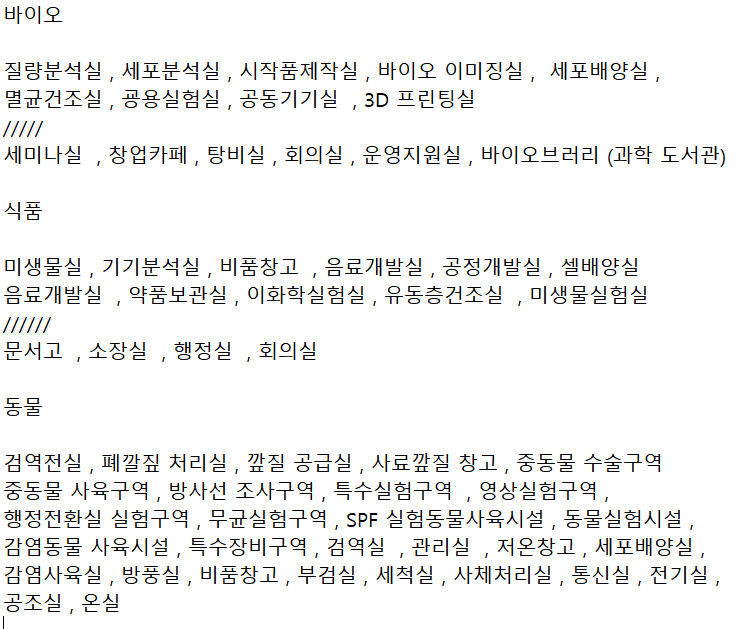 바이오
질량분석실 , 세포분석실 , 시작품제작실 , 바이오 이미징실 , 세포배양실 ,
멸균건조실 , 굥용실험실 , 공동기기실 , 3D 프린팅실
/////
세미나실 , 창업카페 , 탕비실 , 회의실 , 운영지원실 , 바이오브러리 (과학 도서관)
식품
미생물실 , 기기분석실 , 비품창고 , 음료개발실 , 공정개발실 , 셀배양실
음료개발실 , 약품보관실 , 이화학실험실 , 유동층건조실 , 미생물실험실
//////
문서고 , 소장실 , 행정실 , 회의실
동물
검역전실 , 폐깔짚 처리실 , 깔질 공급실 , 사료깔질 창고 , 중동물 수술구역
중동물 사육구역 , 방사선 조사구역 , 특수실험구역 , 영상실험구역 ,
행정전환실 실험구역 , 무균실험구역 , SPF 실험동물사육시설 , 동물실험시설 ,
감염동물 사육시설 , 특수장비구역 , 검역실 , 관리실 , 저온창고 , 세포배양실 ,
감염사육실 , 방풍실 , 비품창고 , 부검실 , 세척실 , 사체처리실 , 통신실 , 전기실 ,
공조실 , 온실